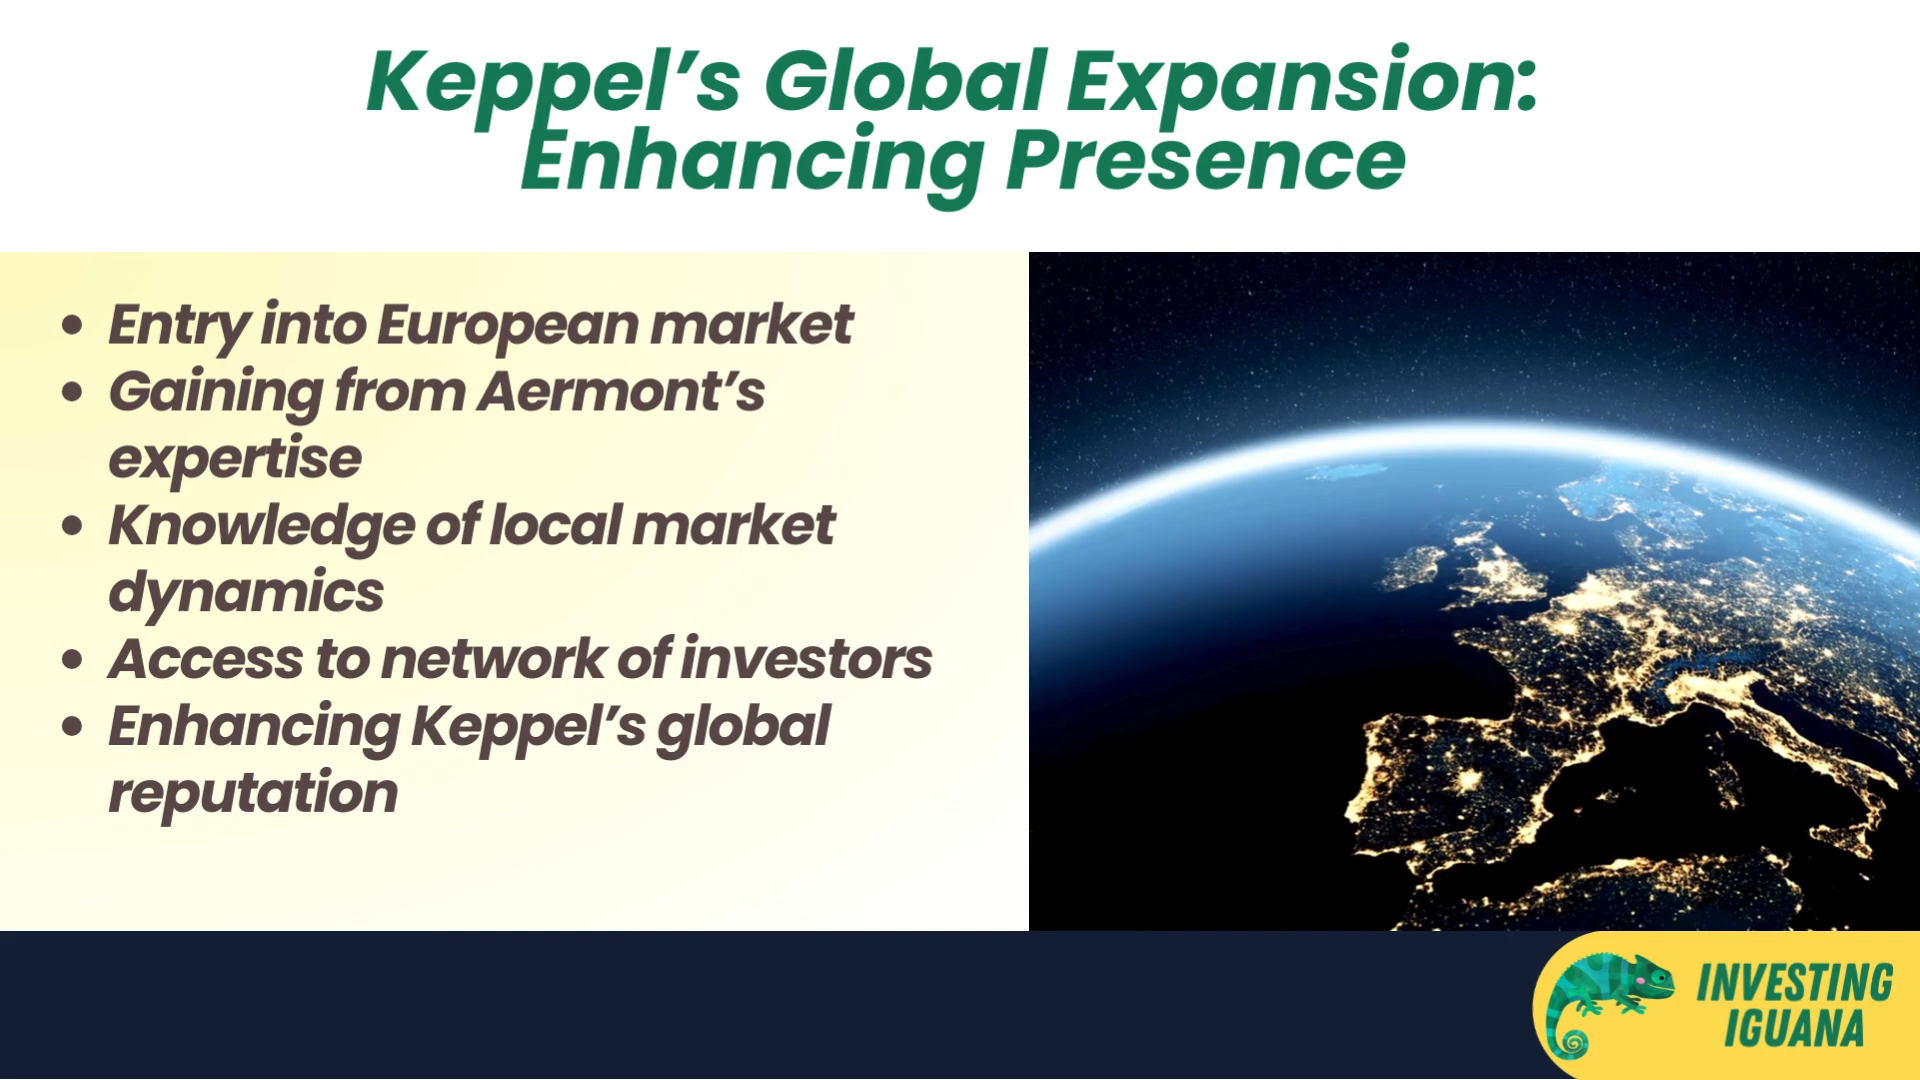 Keppel’s Global Expansion:
Enhancing Presence
• Entry into European market
• Gaining from Aermont’s
expertise
• Knowledge of local market
dynamics
• Access to network of investors
• Enhancing Keppel’s global
reputation
INVESTING
IGUANA